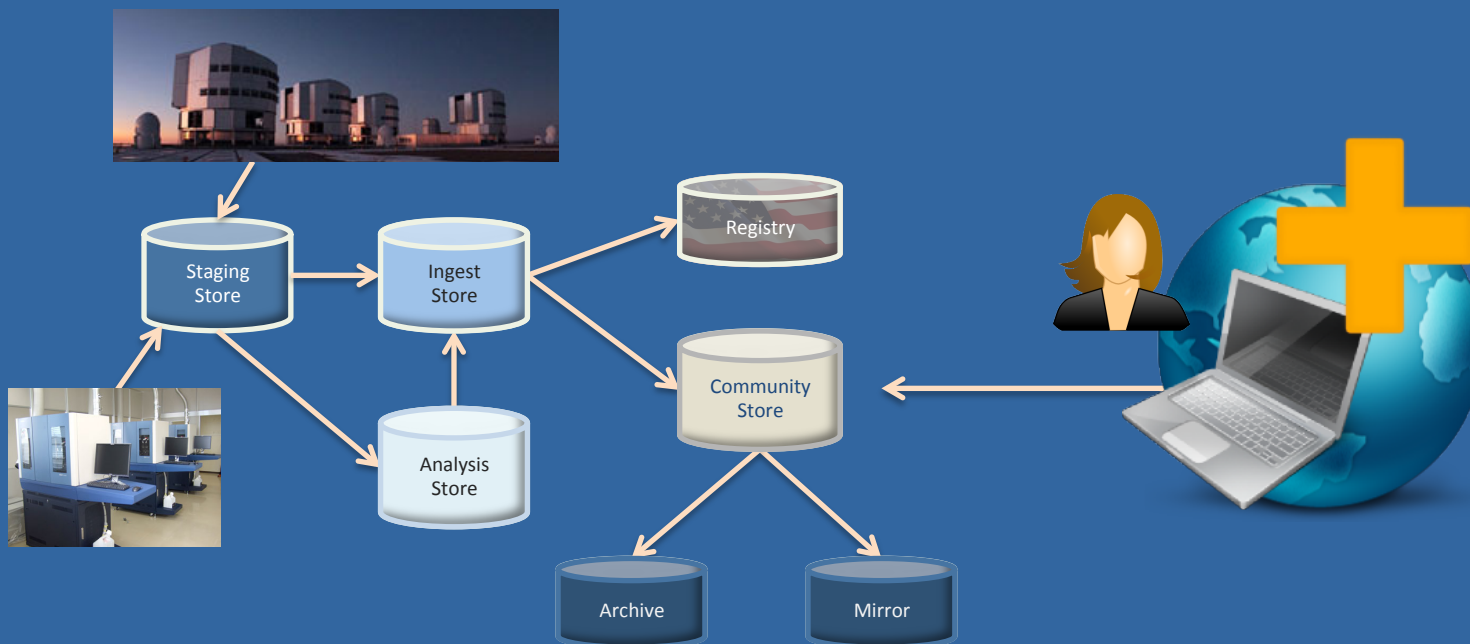 Registry
Staging
Store
Ingest
Store
Community
Store
Analysis
Store
Archive
Mirror